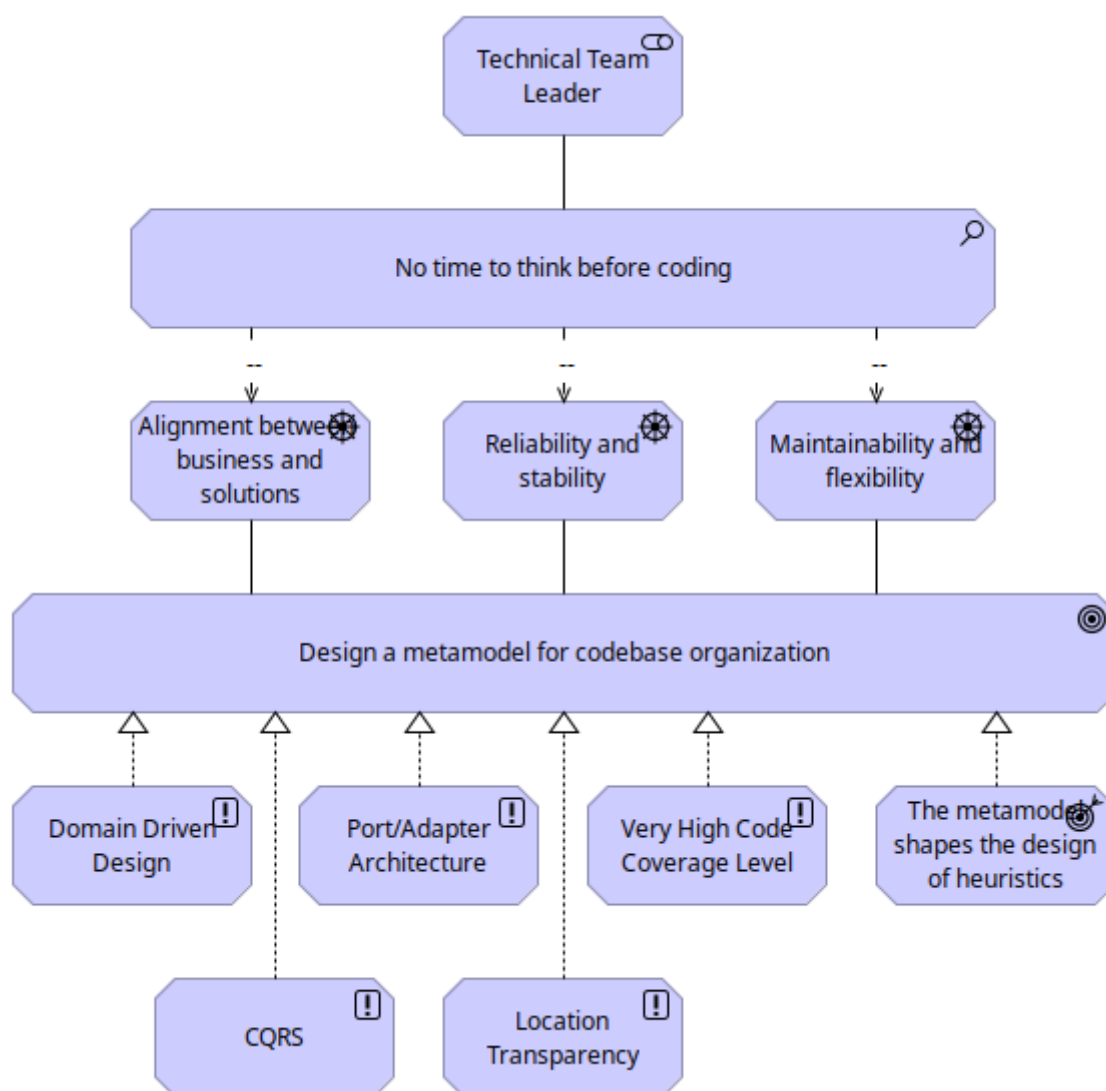 Technical Team
Leader
No time to think before coding
--
--
--
Alignment between
business and
solutions
Reliability and
stability
Maintainability and
flexibility
Design a metamodel for codebase organization
Domain Driven
Design
Port/Adapter
Architecture
Very High Code
Coverage Level
The metamodel
shapes the design
of heuristics
CQRS
Location
Transparency